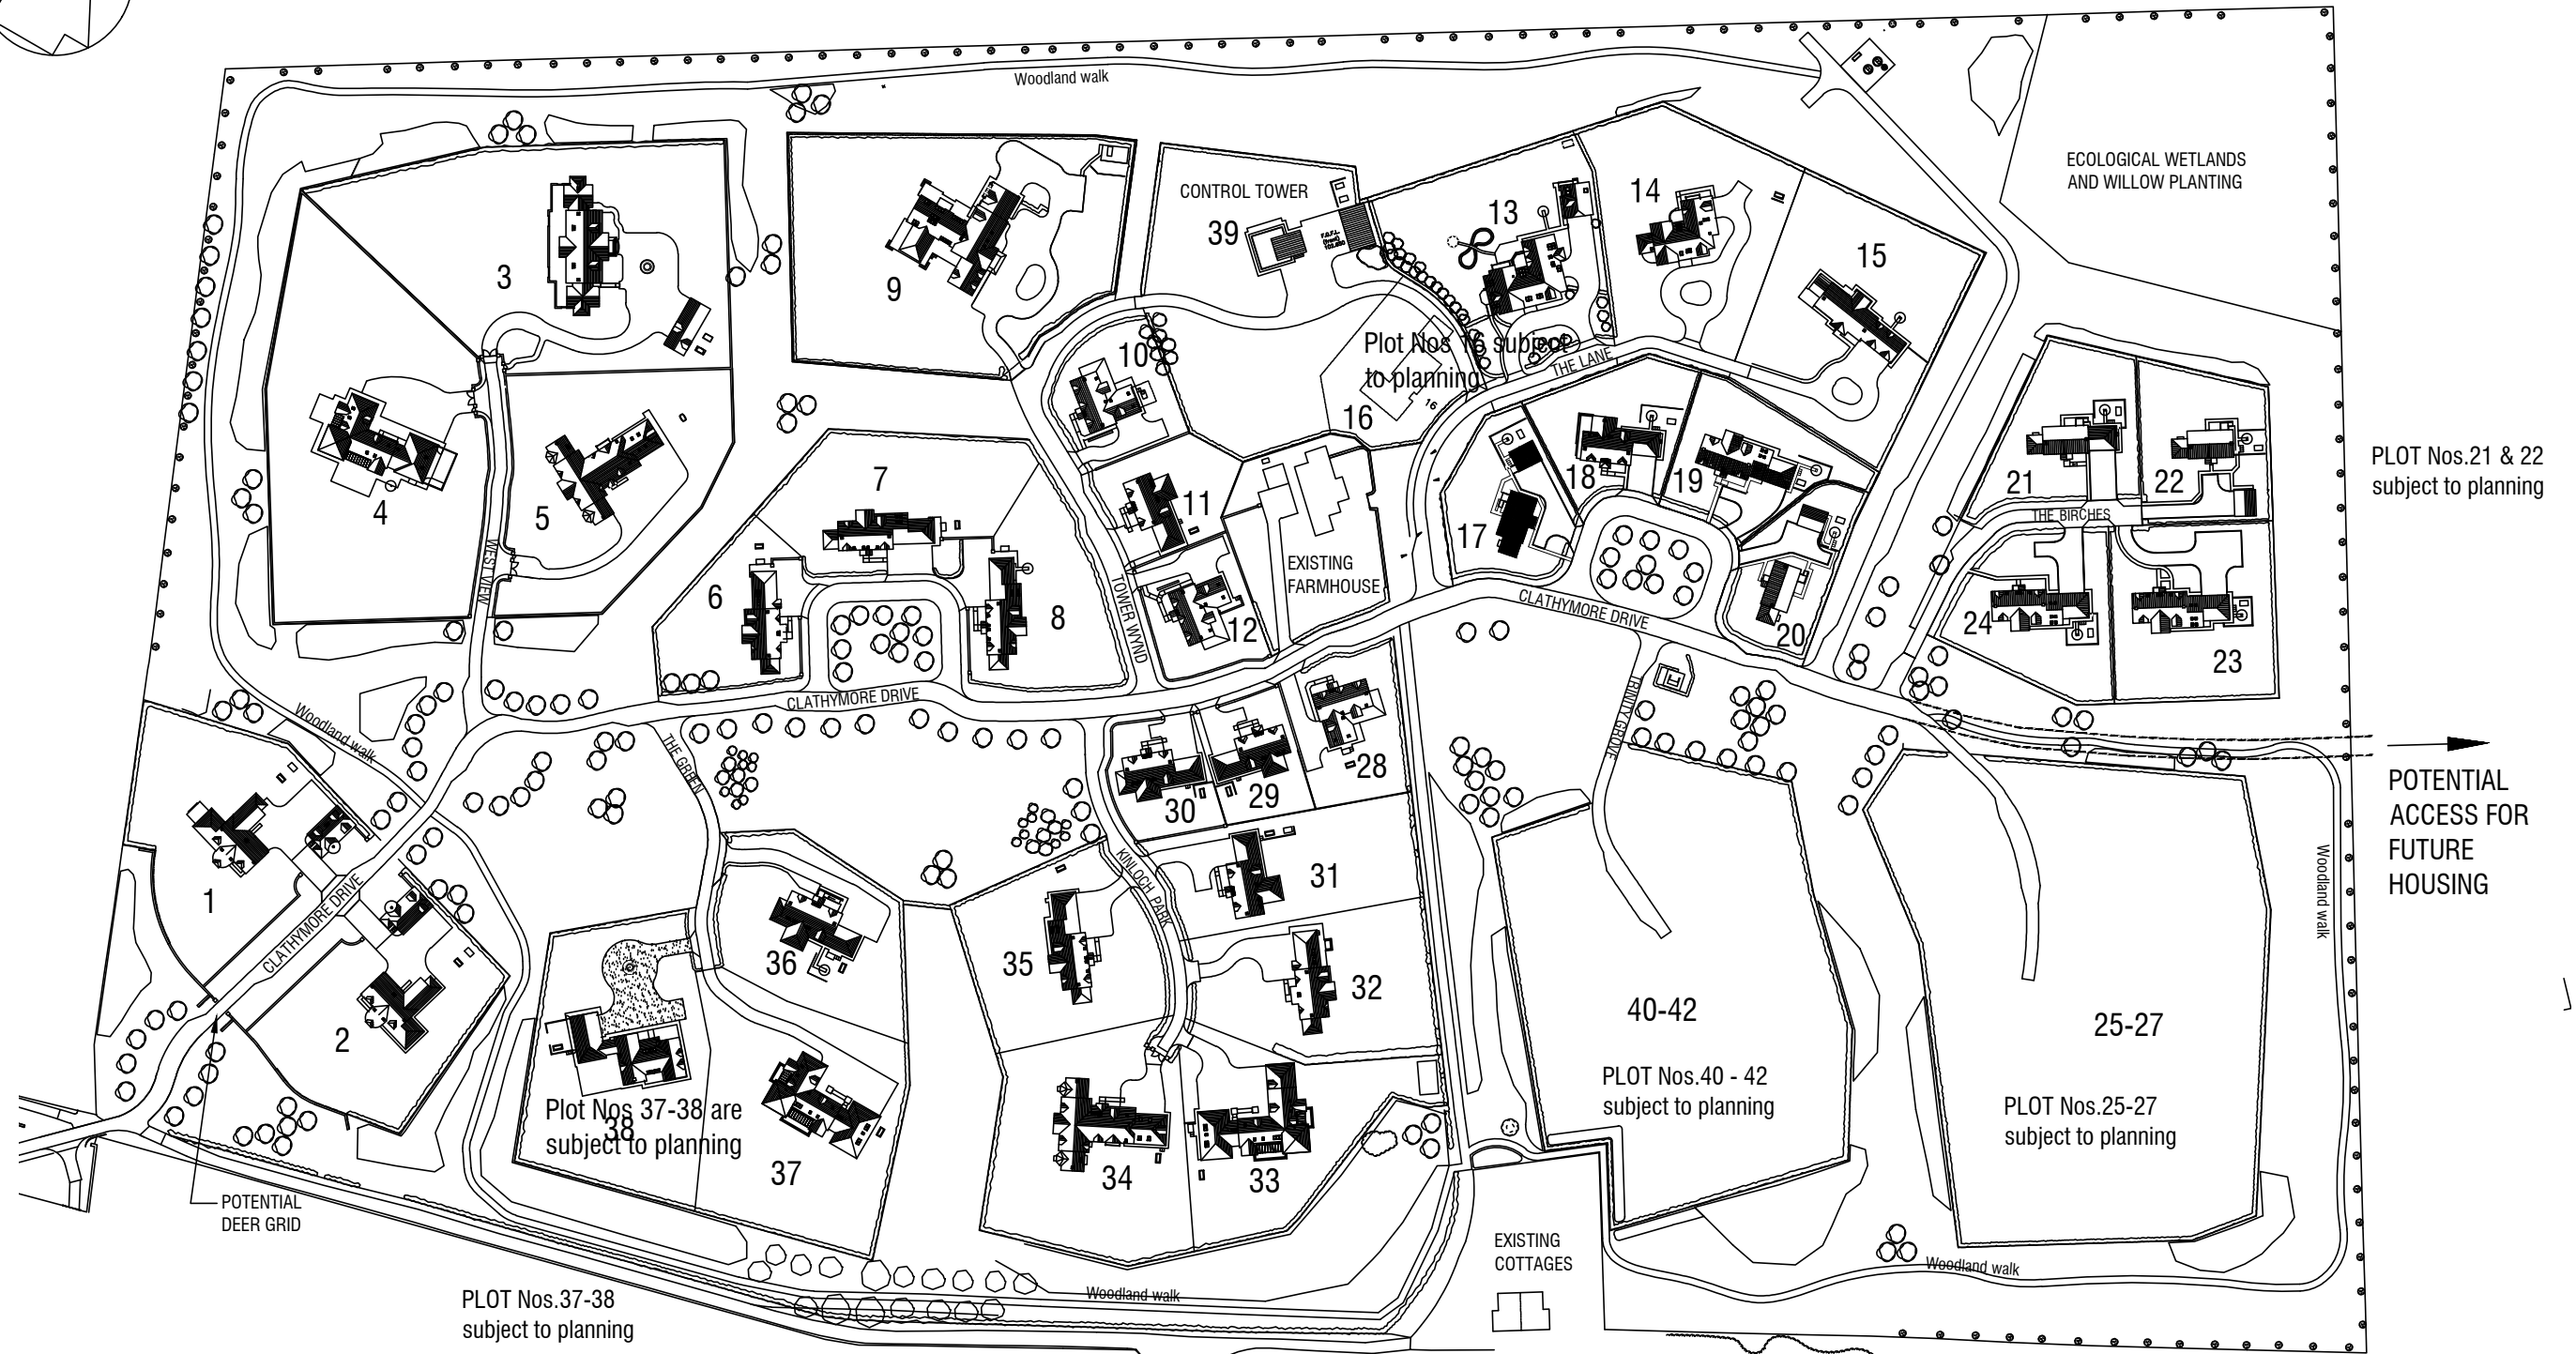 Woodland walk
ECOLOGICAL WETLANDS
AND WILLOW PLANTING
CONTROL TOWER
39
13
14
15
3
9
10
Plot Nos 16 subject
to planning
THE LANE
16
16
4
5
WEST VIEW
7
6
8
TOWER WYND
11
12
EXISTING
FARMHOUSE
17
18
19
20
CLATHYMORE DRIVE
21
22
THE BIRCHES
24
23
PLOT Nos.21 & 22
subject to planning
CLATHYMORE DRIVE
Woodland walk
THE GREEN
TRINITY GROVE
30
29
28
POTENTIAL
ACCESS FOR
FUTURE
HOUSING
1
CLATHYMORE DRIVE
2
KINLOCH PARK
31
32
35
36
Woodland walk
40-42
PLOT Nos.40 - 42
subject to planning
25-27
PLOT Nos.25-27
subject to planning
Plot Nos 37-38 are
38
subject to planning
37
34
33
POTENTIAL
DEER GRID
EXISTING
COTTAGES
Woodland walk
Woodland walk
PLOT Nos.37-38
subject to planning